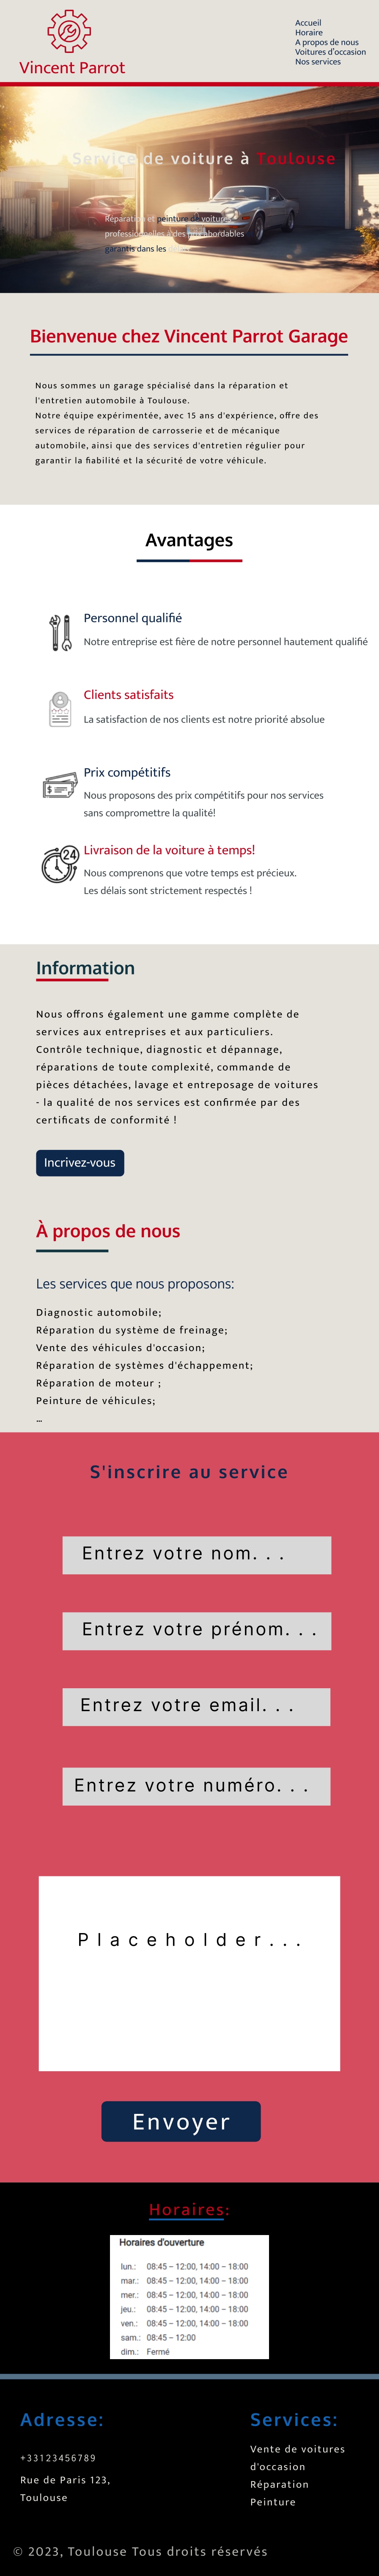 Vincent Parrot
Accueil
Horaire
A propos de nous
Voitures d'occasion
Nos services
Service de voiture à Toulouse
Réparation et peinture de voitures
professionnelles à des prix abordables
garantis dans les
Bienvenue chez Vincent Parrot Garage
Nous sommes un garage spécialisé dans la réparation et
l'entretien automobile à Toulouse.
Notre équipe expérimentée, avec 15 ans d'expérience, offre des
services de réparation de carrosserie et de mécanique
automobile, ainsi que des services d'entretien régulier pour
garantir la fiabilité et la sécurité de votre véhicule.
Avantages
Personnel qualifié
Notre entreprise est fière de notre personnel hautement qualifié
Clients satisfaits
La satisfaction de nos clients est notre priorité absolue
Prix compétitifs
Nous proposons des prix compétitifs pour nos services
sans compromettre la qualité!
24
Livraison de la voiture à temps!
Nous comprenons que votre temps est précieux.
Les délais sont strictement respectés !
Information
Nous offrons également une gamme complète de
services aux entreprises et aux particuliers.
Contrôle technique, diagnostic et dépannage,
réparations de toute complexité, commande de
pièces détachées, lavage et entreposage de voitures
- la qualité de nos services est confirmée par des
certificats de conformité !
Incrivez-vous
À propos de nous
Les services que nous proposons:
Diagnostic automobile;
Réparation du système de freinage;
Vente des véhicules d'occasion;
Réparation de systèmes d'échappement;
Réparation de moteur ;
Peinture de véhicules;
...
S'inscrire au service
Entrez votre nom. . .
Entrez votre prénom. . .
Entrez votre email. . .
Entrez votre numéro. . .
Placeholder...
Envoyer
Horaires:
Horaires d'ouverture
lun.: 08:45 – 12:00, 14:00 – 18:00
mar.: 08:45 – 12:00, 14:00 – 18:00
mer.: 08:45 – 12:00, 14:00 – 18:00
jeu.: 08:45 – 12:00, 14:00 – 18:00
ven.: 08:45 – 12:00, 14:00 – 18:00
sam.: 08:45 – 12:00
dim.: Fermé
Adresse:
+33123456789
Rue de Paris 123,
Toulouse
Services:
Vente de voitures
d'occasion
Réparation
Peinture
© 2023, Toulouse Tous droits réservés